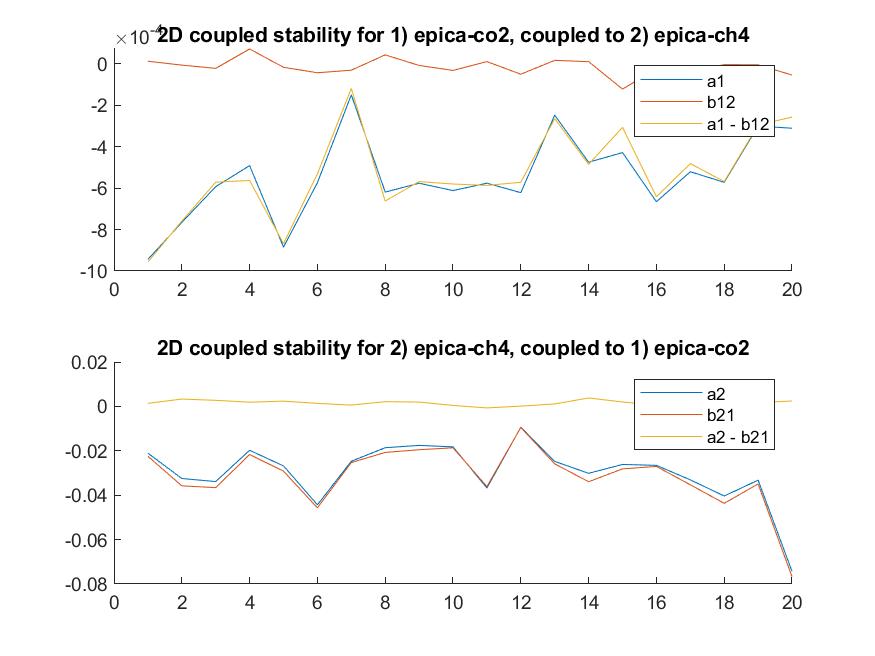 ×10-4
2D coupled stability for 1) epica-co2, coupled to 2) epica-ch4
0
-2
-4
-6
-8
-10
a1
b12
a1 - b12
0 2 4 6 8 10 12 14 16 18 20
2D coupled stability for 2) epica-ch4, coupled to 1) epica-co2
0.02
0
-0.02
-0.04
-0.06
-0.08
a2
b21
a2 - b21
0 2 4 6 8 10 12 14 16 18 20